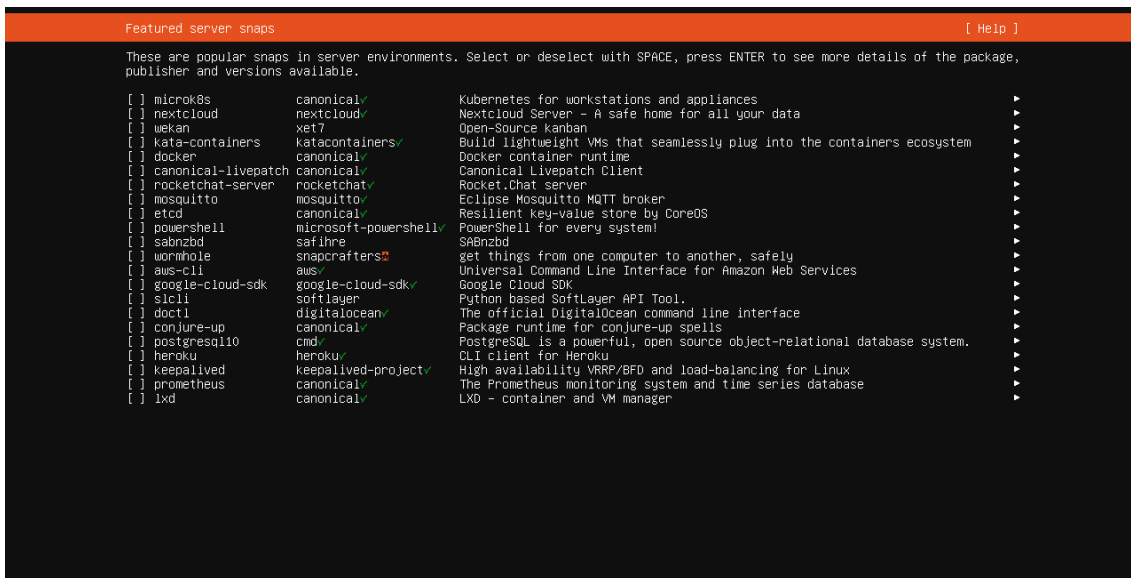 Featured server snaps [ Help ]
These are popular snaps in server environments. Select or deselect with SPACE, press ENTER to see more details of the package,
publisher and versions available.
[ ] microk8s canonical✓ Kubernetes for workstations and appliances ▸
[ ] nextcloud nextcloud✓ Nextcloud Server - A safe home for all your data ▸
[ ] wekan xet7 Open-Source kanban ▸
[ ] kata-containers katacontainers✓ Build lightweight VMs that seamlessly plug into the containers ecosystem ▸
[ ] docker canonical✓ Docker container runtime ▸
[ ] canonical-livepatch canonical✓ Canonical Livepatch Client ▸
[ ] rocketchat-server rocketchat✓ Rocket.Chat server ▸
[ ] mosquitto mosquitto✓ Eclipse Mosquitto MQTT broker ▸
[ ] etcd canonical✓ Resilient key-value store by CoreOS ▸
[ ] powershell microsoft-powershell✓ PowerShell for every system! ▸
[ ] sabnzbd safihre SABnzbd ▸
[ ] wormhole snapcrafters get things from one computer to another, safely ▸
[ ] aws-cli aws✓ Universal Command Line Interface for Amazon Web Services ▸
[ ] google-cloud-sdk google-cloud-sdk✓ Google Cloud SDK ▸
[ ] slcli softlayer Python based SoftLayer API Tool. ▸
[ ] doctl digitalocean✓ The official DigitalOcean command line interface ▸
[ ] conjure-up canonical✓ Package runtime for conjure-up spells ▸
[ ] postgresql10 cmd✓ PostgreSQL is a powerful, open source object-relational database system. ▸
[ ] heroku heroku✓ CLI client for Heroku ▸
[ ] keepalived keepalived-project✓ High availability VRRP/BFD and load-balancing for Linux ▸
[ ] prometheus canonical✓ The Prometheus monitoring system and time series database ▸
[ ] lxd canonical✓ LXD - container and VM manager ▸